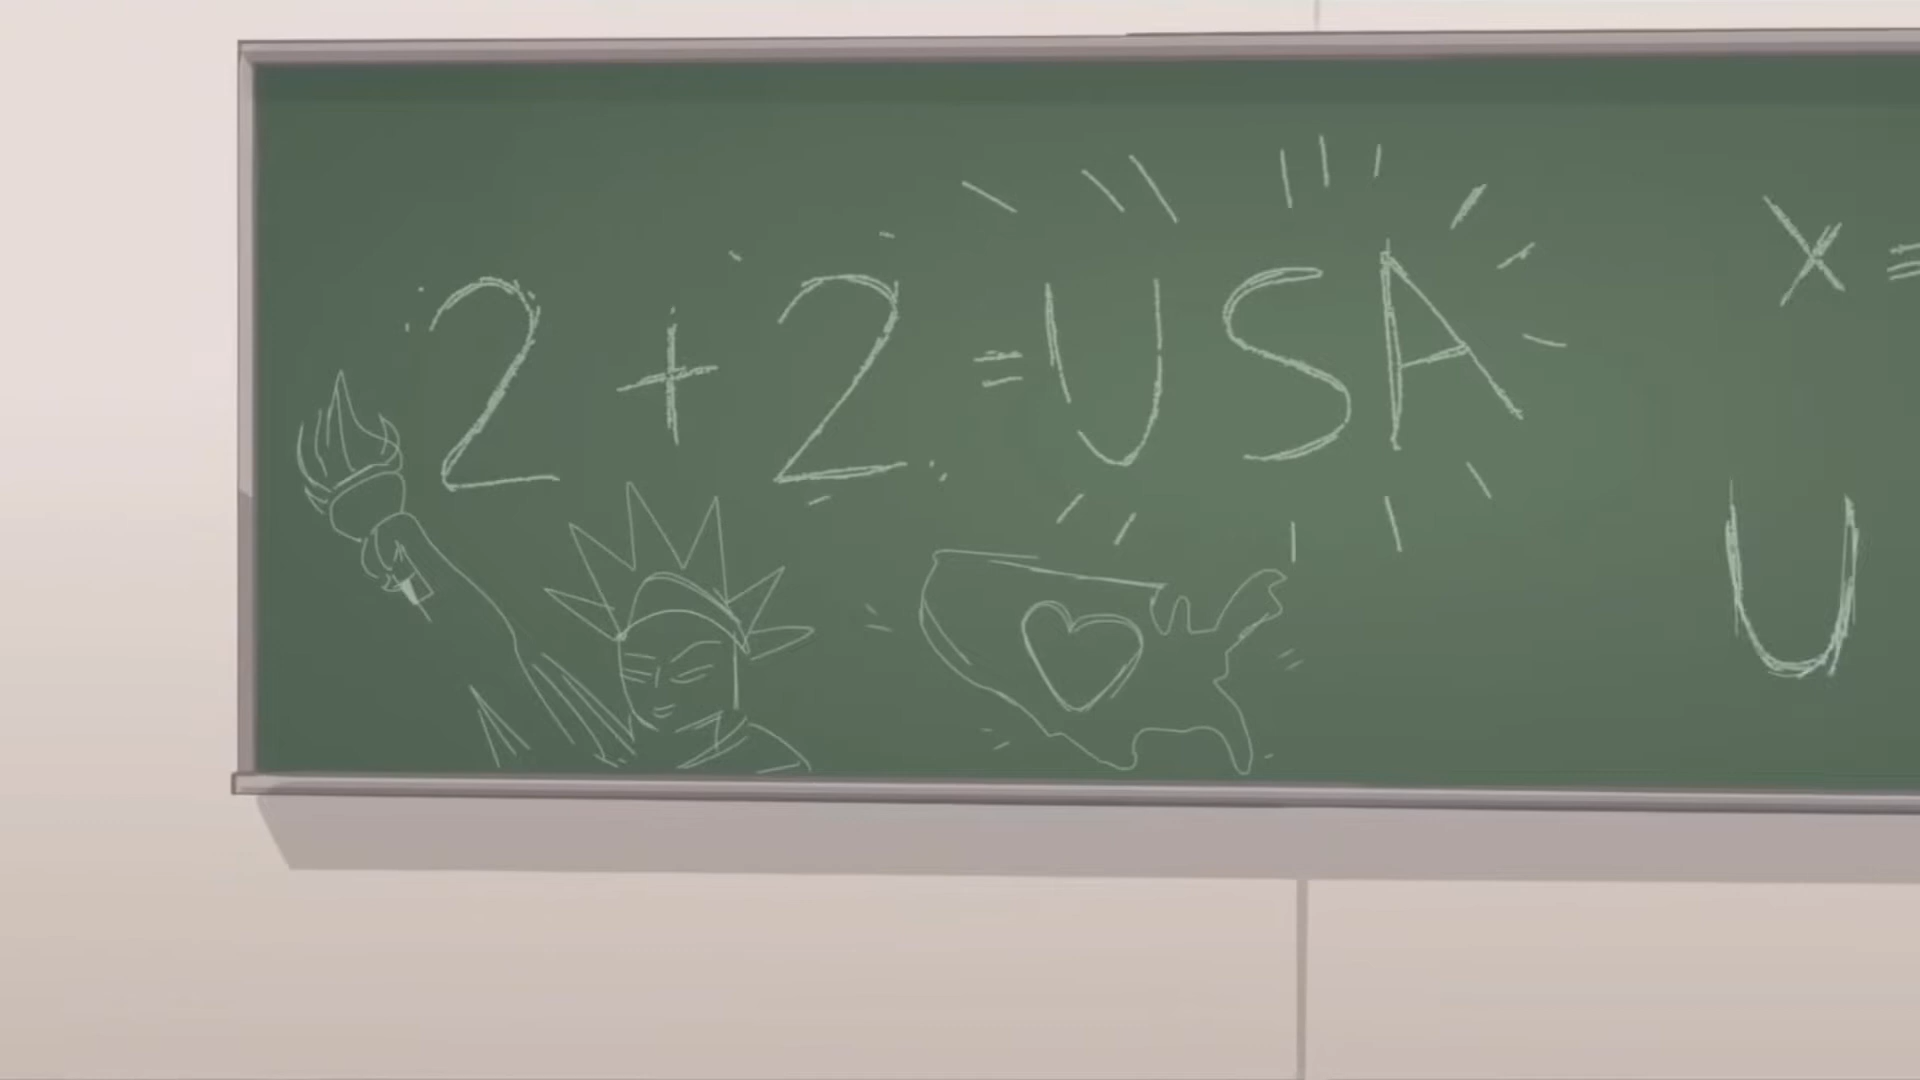 2 + 2 = USA
x =
U